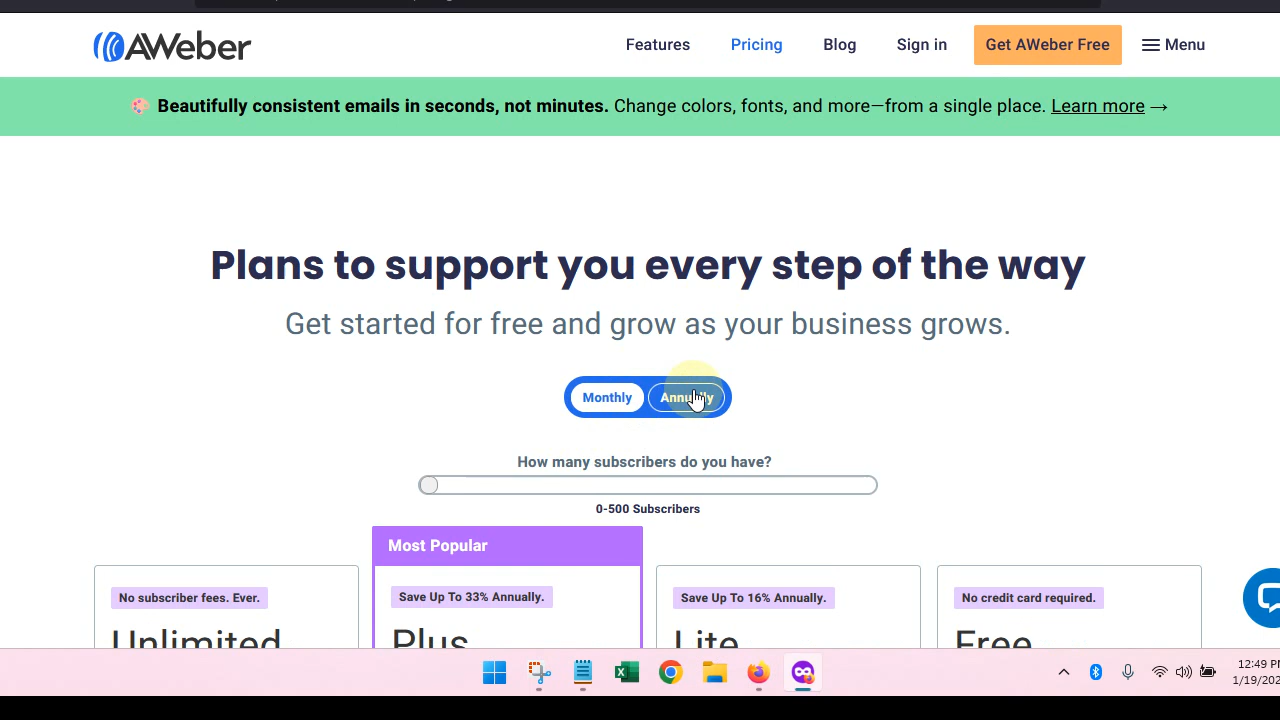 AWeber
Features Pricing Blog Sign in Get AWeber Free Menu
Beautifully consistent emails in seconds, not minutes. Change colors, fonts, and more—from a single place. Learn more →
Plans to support you every step of the way
Get started for free and grow as your business grows.
Monthly Annually
How many subscribers do you have?
0-500 Subscribers
Most Popular
No subscriber fees. Ever. Save Up To 33% Annually. Save Up To 16% Annually. No credit card required.
Unlimited Plus Lite Free
12:49